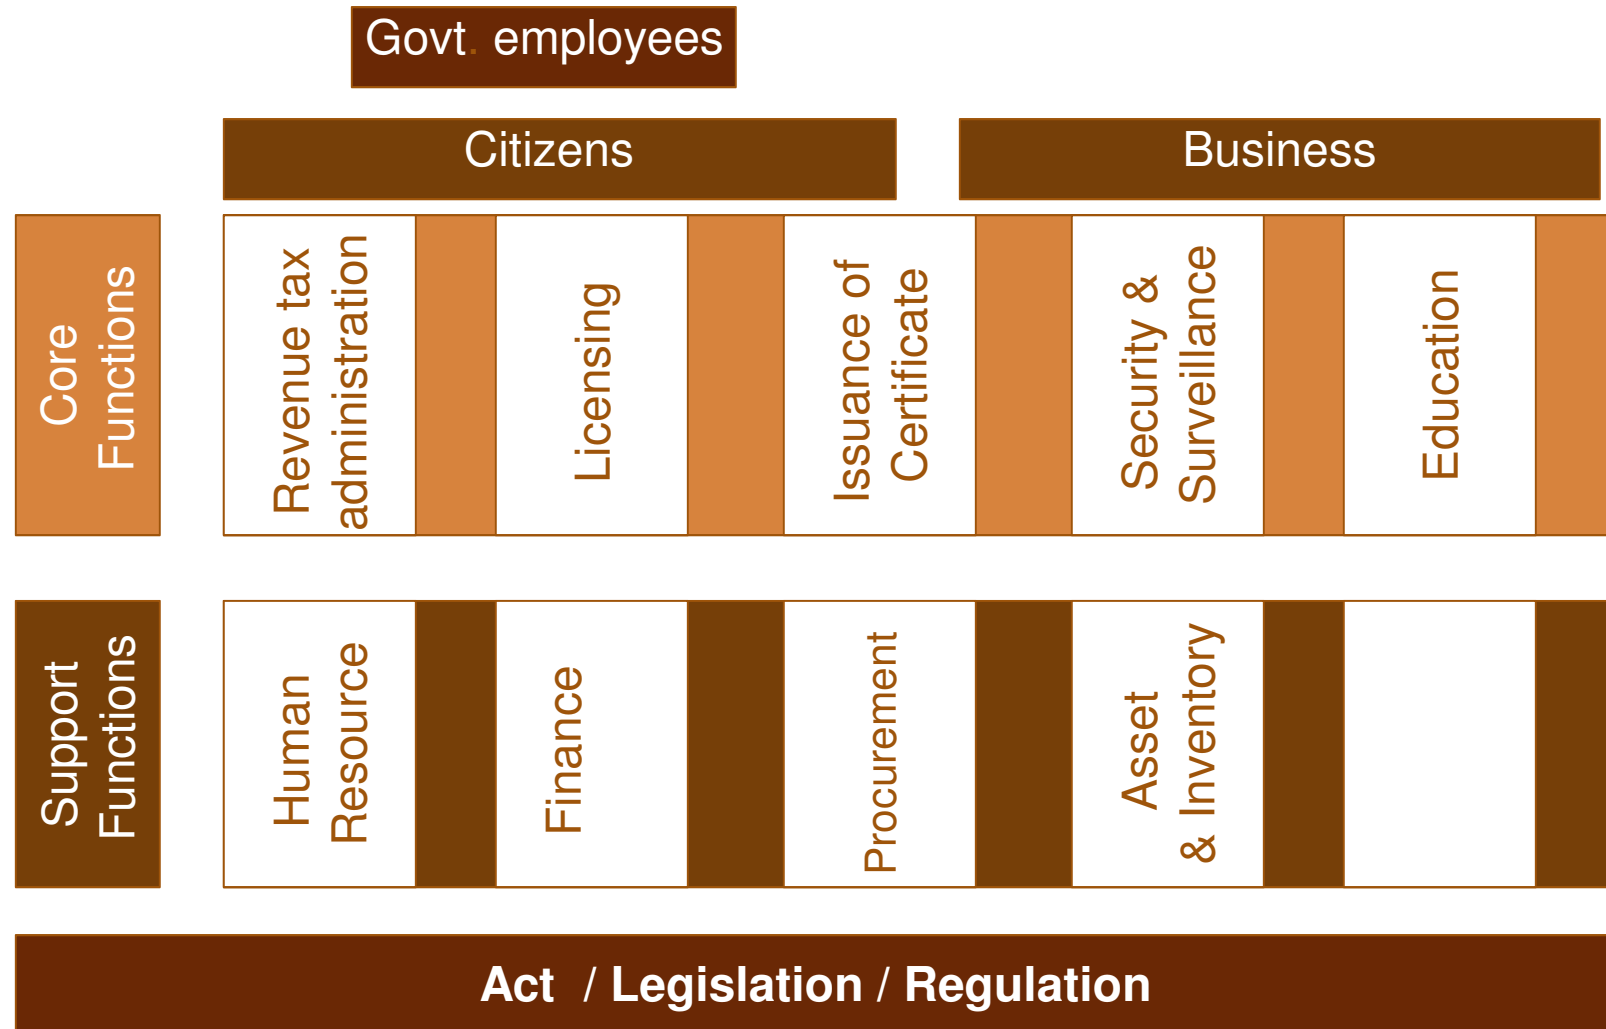 Govt. employees
Citizens
Business
Core
Functions
Revenue tax
administration
Licensing
Issuance of
Certificate
Security &
Surveillance
Education
Support
Functions
Human
Resource
Finance
Procurement
Asset
& Inventory
Act / Legislation / Regulation